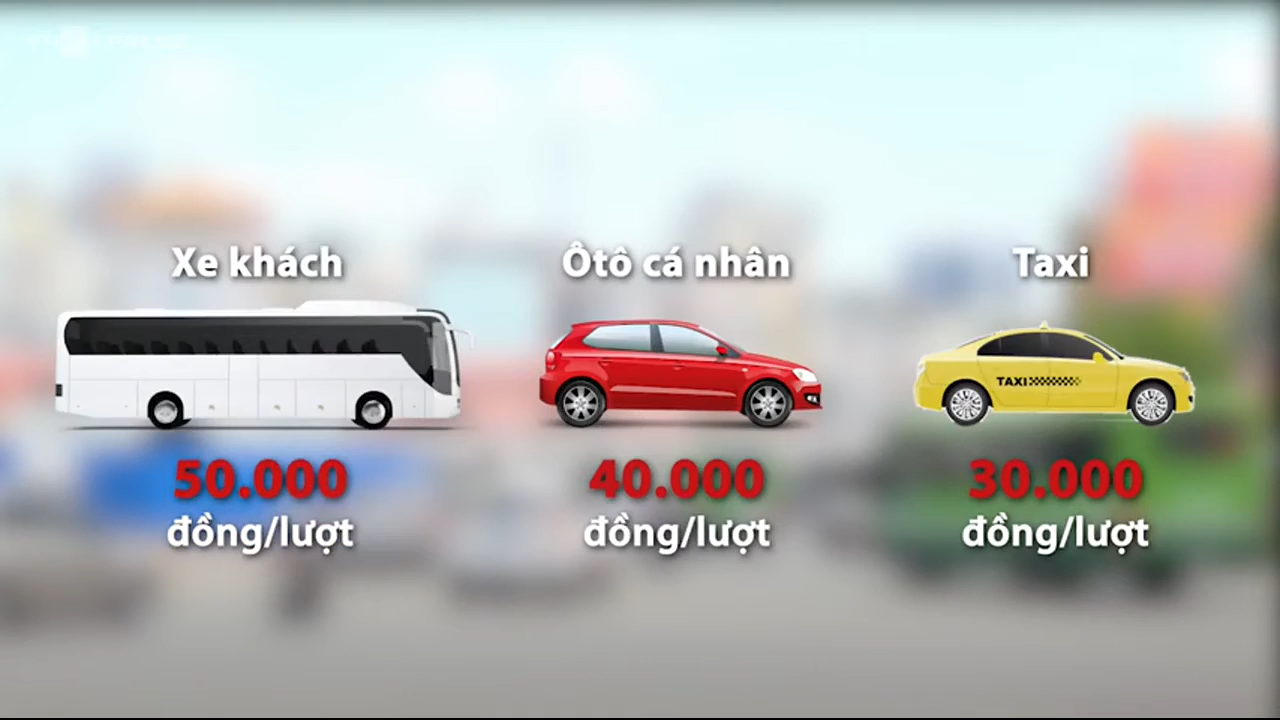 Xe khách
Ôtô cá nhân
Taxi
TAXI
50.000
40.000
30.000
đồng/lượt
đồng/lượt
đồng/lượt